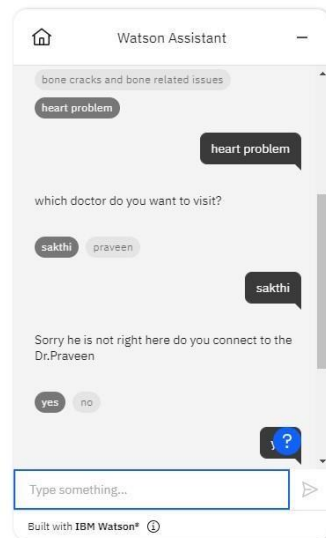 Watson Assistant
bone cracks and bone related issues
heart problem
heart problem
which doctor do you want to visit?
sakthi praveen
sakthi
Sorry he is not right here do you connect to the
Dr.Praveen
yes no
?
Type something...
Built with IBM Watson®